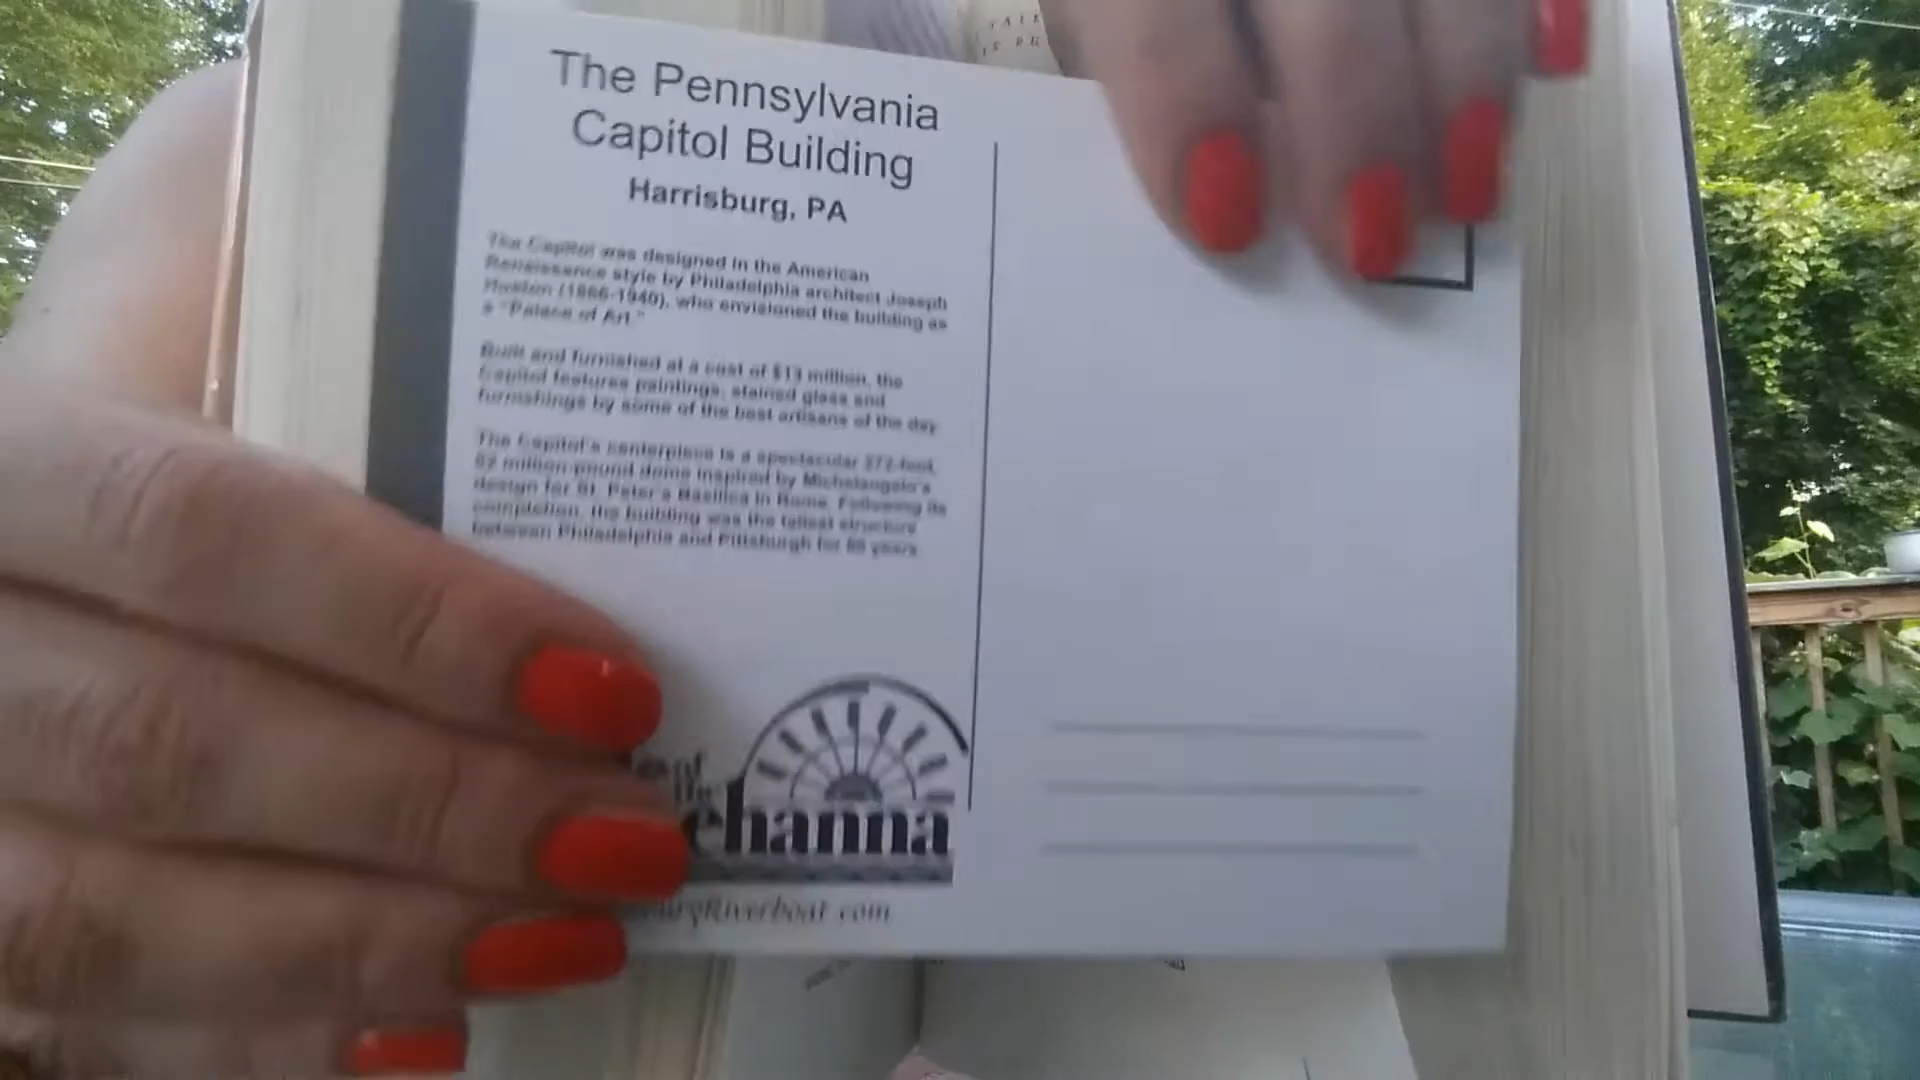 The Pennsylvania
Capitol Building
Harrisburg, PA
The Capitol was designed in the American
Renaissance style by Philadelphia architect Joseph
Huston (1866-1940), who envisioned the building as
a "Palace of Art."
Built and furnished at a cost of $13 million, the
Capitol features paintings, stained glass and
furnishings by some of the best artisans of the day
The Capitol's centerpiece is a spectacular 272-foot,
52 million-pound dome inspired by Michelangelo's
design for St. Peter's Basilica in Rome. Following its
completion, the building was the tallest structure
between Philadelphia and Pittsburgh for 80 years
of
ehanna
Riverboat.com